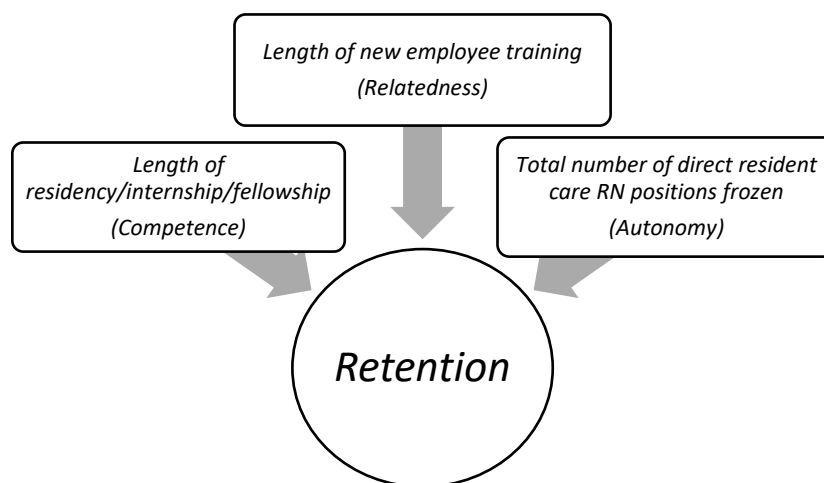 Length of new employee training
(Relatedness)
Length of
residency/internship/fellowship
(Competence)
Total number of direct resident
care RN positions frozen
(Autonomy)
Retention